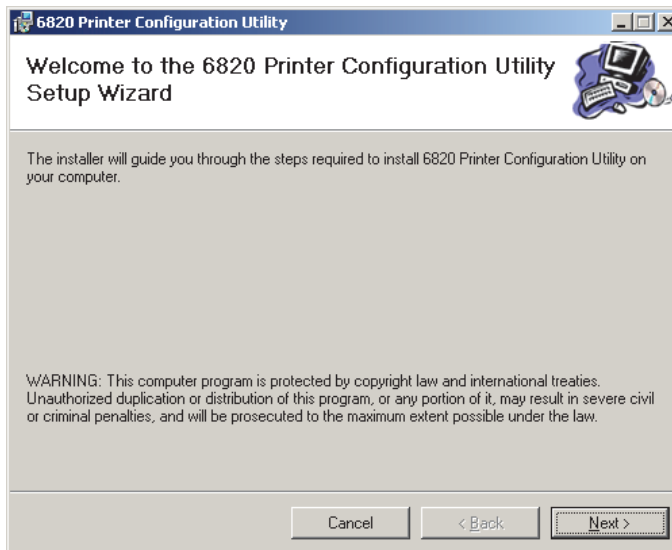 6820 Printer Configuration Utility
Welcome to the 6820 Printer Configuration Utility
Setup Wizard
The installer will guide you through the steps required to install 6820 Printer Configuration Utility on
your computer.
WARNING: This computer program is protected by copyright law and international treaties.
Unauthorized duplication or distribution of this program, or any portion of it, may result in severe civil
or criminal penalties, and will be prosecuted to the maximum extent possible under the law.
Cancel < Back Next >